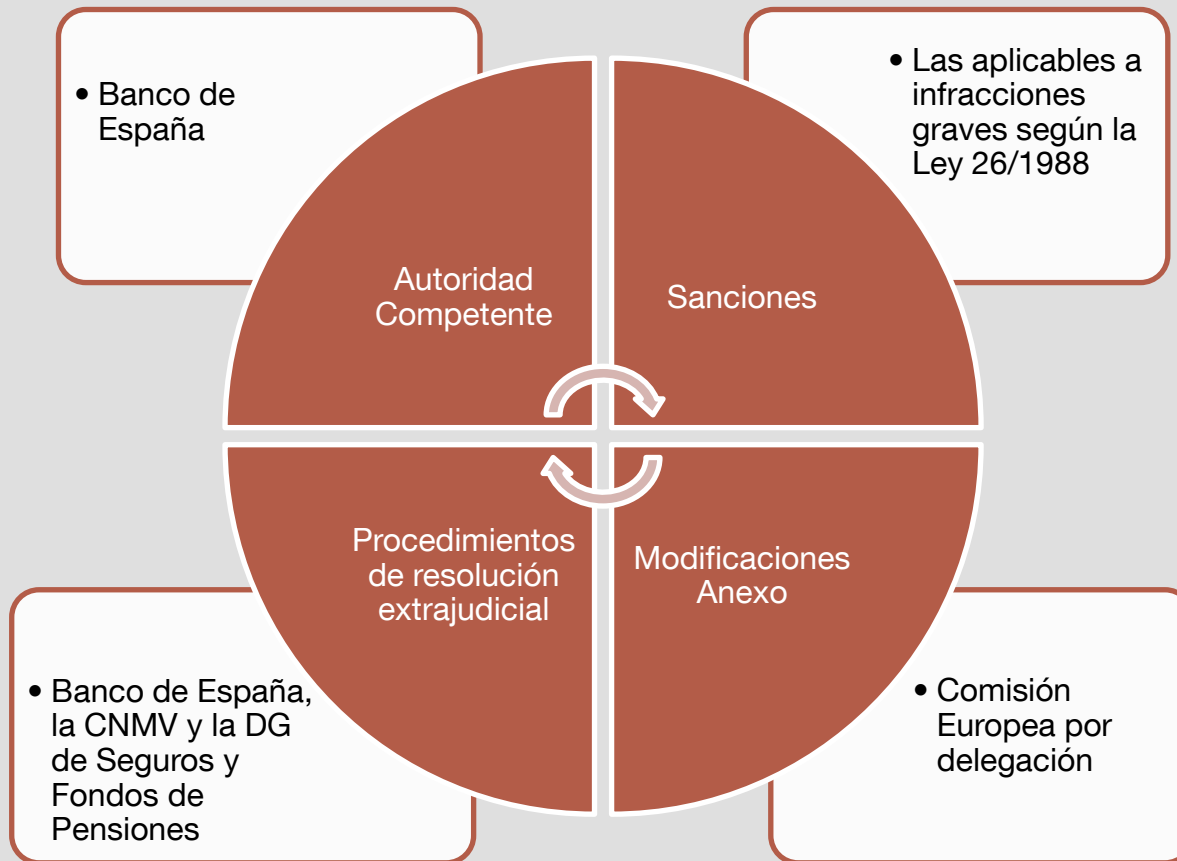 • Banco de
España
• Las aplicables a
infracciones
graves según la
Ley 26/1988
Autoridad
Competente
Sanciones
Procedimientos
de resolución
extrajudicial
Modificaciones
Anexo
• Banco de España,
la CNMV y la DG
de Seguros y
Fondos de
Pensiones
• Comisión
Europea por
delegación